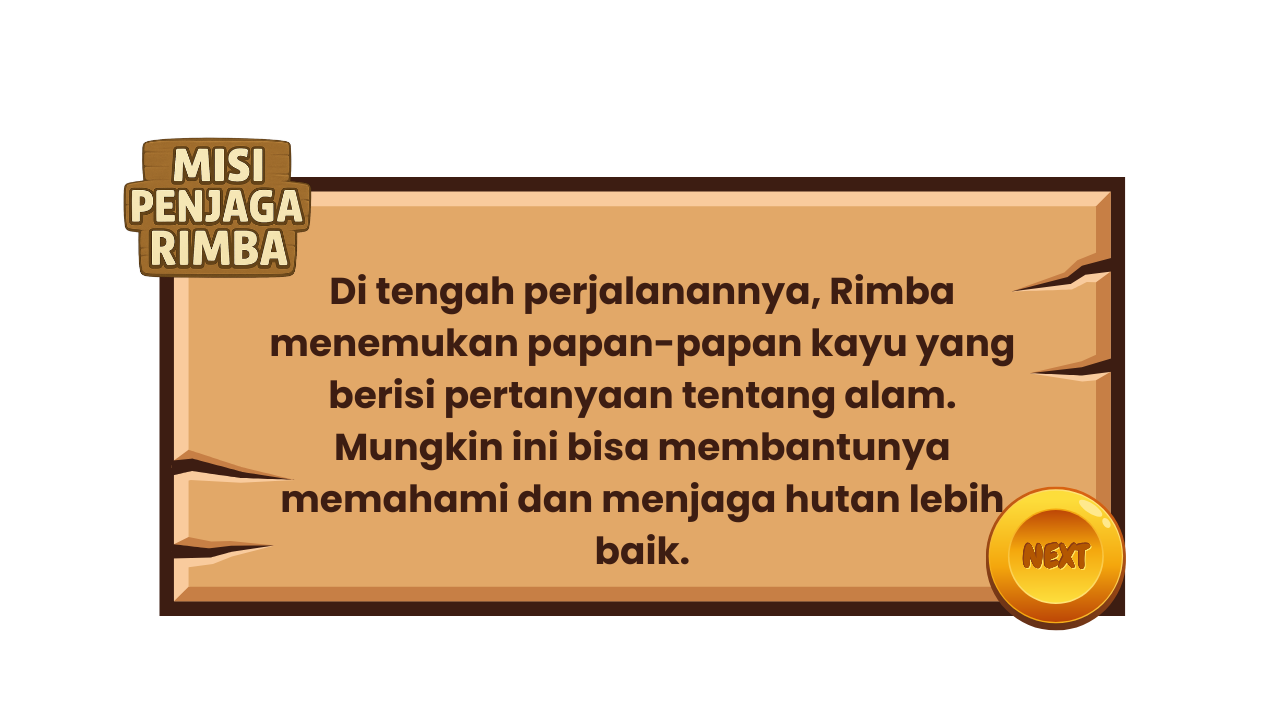 MISI
PENJAGA
RIMBA
Di tengah perjalanannya, Rimba
menemukan papan-papan kayu yang
berisi pertanyaan tentang alam.
Mungkin ini bisa membantunya
memahami dan menjaga hutan lebih
baik.
NEXT